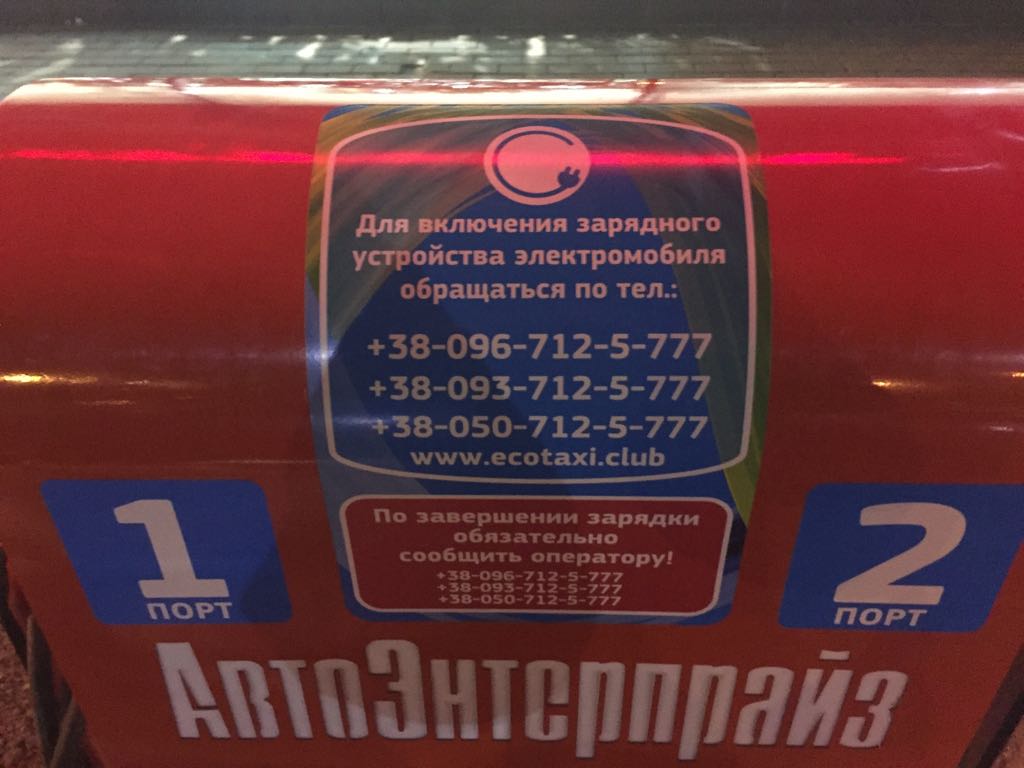 Для включения зарядного
устройства электромобиля
обращаться по тел.:
+38-096-712-5-777
+38-093-712-5-777
+38-050-712-5-777
www.ecotaxi.club
1
ПОРТ
По завершении зарядки
обязательно
сообщить оператору!
+38-096-712-5-777
+38-093-712-5-777
+38-050-712-5-777
2
ПОРТ
АвтоЭнтерпрайз